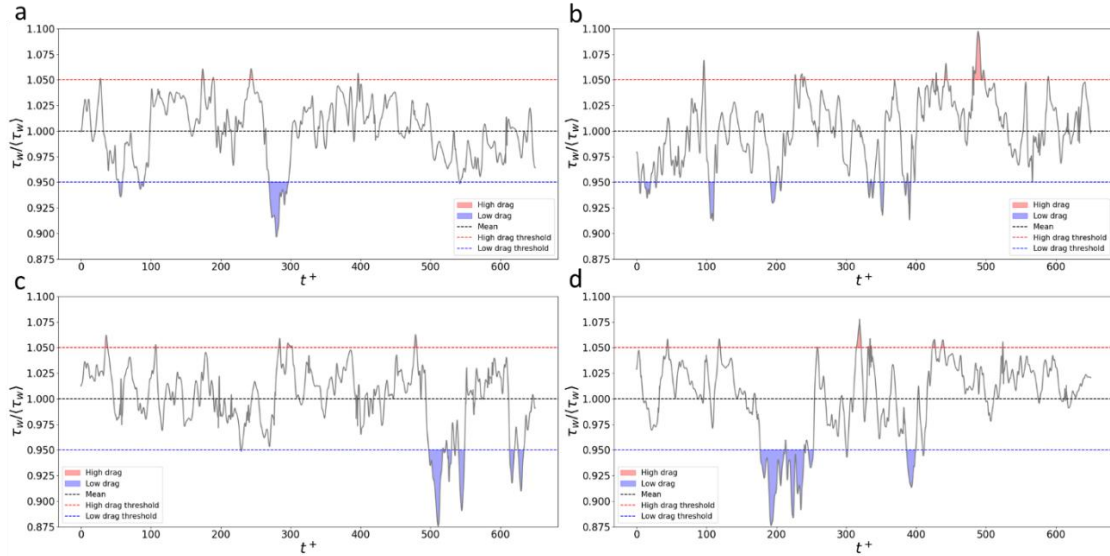 a
1.100
1.075
1.050
1.025
1.000
0.975
0.950
0.925
0.900
0.875
τw/⟨τw⟩
0 100 200 300 400 500 600
t+
High drag
Low drag
Mean
High drag threshold
Low drag threshold
b
1.100
1.075
1.050
1.025
1.000
0.975
0.950
0.925
0.900
0.875
τw/⟨τw⟩
0 100 200 300 400 500 600
t+
High drag
Low drag
Mean
High drag threshold
Low drag threshold
c
1.100
1.075
1.050
1.025
1.000
0.975
0.950
0.925
0.900
0.875
τw/⟨τw⟩
0 100 200 300 400 500 600
t+
High drag
Low drag
Mean
High drag threshold
Low drag threshold
d
1.100
1.075
1.050
1.025
1.000
0.975
0.950
0.925
0.900
0.875
τw/⟨τw⟩
0 100 200 300 400 500 600
t+
High drag
Low drag
Mean
High drag threshold
Low drag threshold